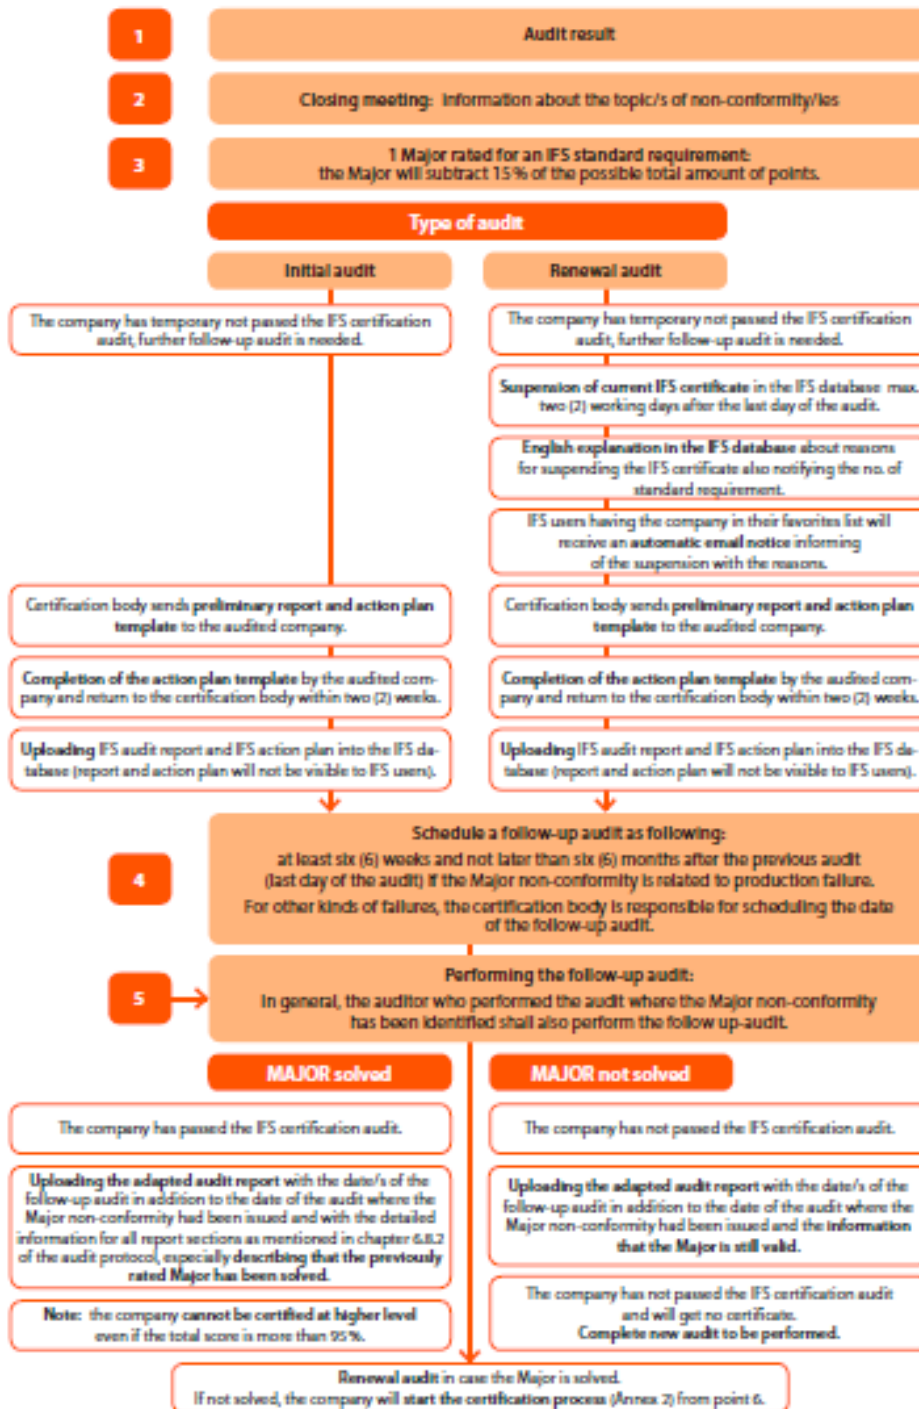 1
Audit result
2
Closing meeting: Information about the topic/s of non-conformity/ies
3
1 Major rated for an IFS standard requirement:
the Major will subtract 15% of the possible total amount of points.
Type of audit
Initial audit
Renewal audit
The company has temporary not passed the IFS certification
audit, further follow-up audit is needed.
The company has temporary not passed the IFS certification
audit, further follow-up audit is needed.
Suspension of current IFS certificate in the IFS database max.
two (2) working days after the last day of the audit.
English explanation in the IFS database about reasons
for suspending the IFS certificate also notifying the no. of
standard requirement.
IFS users having the company in their favorites list will
receive an automatic email notice informing
of the suspension with the reasons.
Certification body sends preliminary report and action plan
template to the audited company.
Certification body sends preliminary report and action plan
template to the audited company.
Completion of the action plan template by the audited com-
pany and return to the certification body within two (2) weeks.
Completion of the action plan template by the audited com-
pany and return to the certification body within two (2) weeks.
Uploading IFS audit report and IFS action plan into the IFS da-
tabase (report and action plan will not be visible to IFS users).
Uploading IFS audit report and IFS action plan into the IFS da-
tabase (report and action plan will not be visible to IFS users).
4
Schedule a follow-up audit as following:
at least six (6) weeks and not later than six (6) months after the previous audit
(last day of the audit) if the Major non-conformity is related to production failure.
For other kinds of failures, the certification body is responsible for scheduling the date
of the follow-up audit.
5
Performing the follow-up audit:
In general, the auditor who performed the audit where the Major non-conformity
has been identified shall also perform the follow up-audit.
MAJOR solved
MAJOR not solved
The company has passed the IFS certification audit.
The company has not passed the IFS certification audit.
Uploading the adapted audit report with the date/s of the
follow-up audit in addition to the date of the audit where the
Major non-conformity had been issued and with the detailed
information for all report sections as mentioned in chapter 6.8.2
of the audit protocol, especially describing that the previously
rated Major has been solved.
Uploading the adapted audit report with the date/s of the
follow-up audit in addition to the date of the audit where the
Major non-conformity had been issued and the information
that the Major is still valid.
Note: the company cannot be certified at higher level
even if the total score is more than 95%.
The company has not passed the IFS certification audit
and will get no certificate.
Complete new audit to be performed.
Renewal audit in case the Major is solved.
If not solved, the company will start the certification process (Annex 2) from point 6.